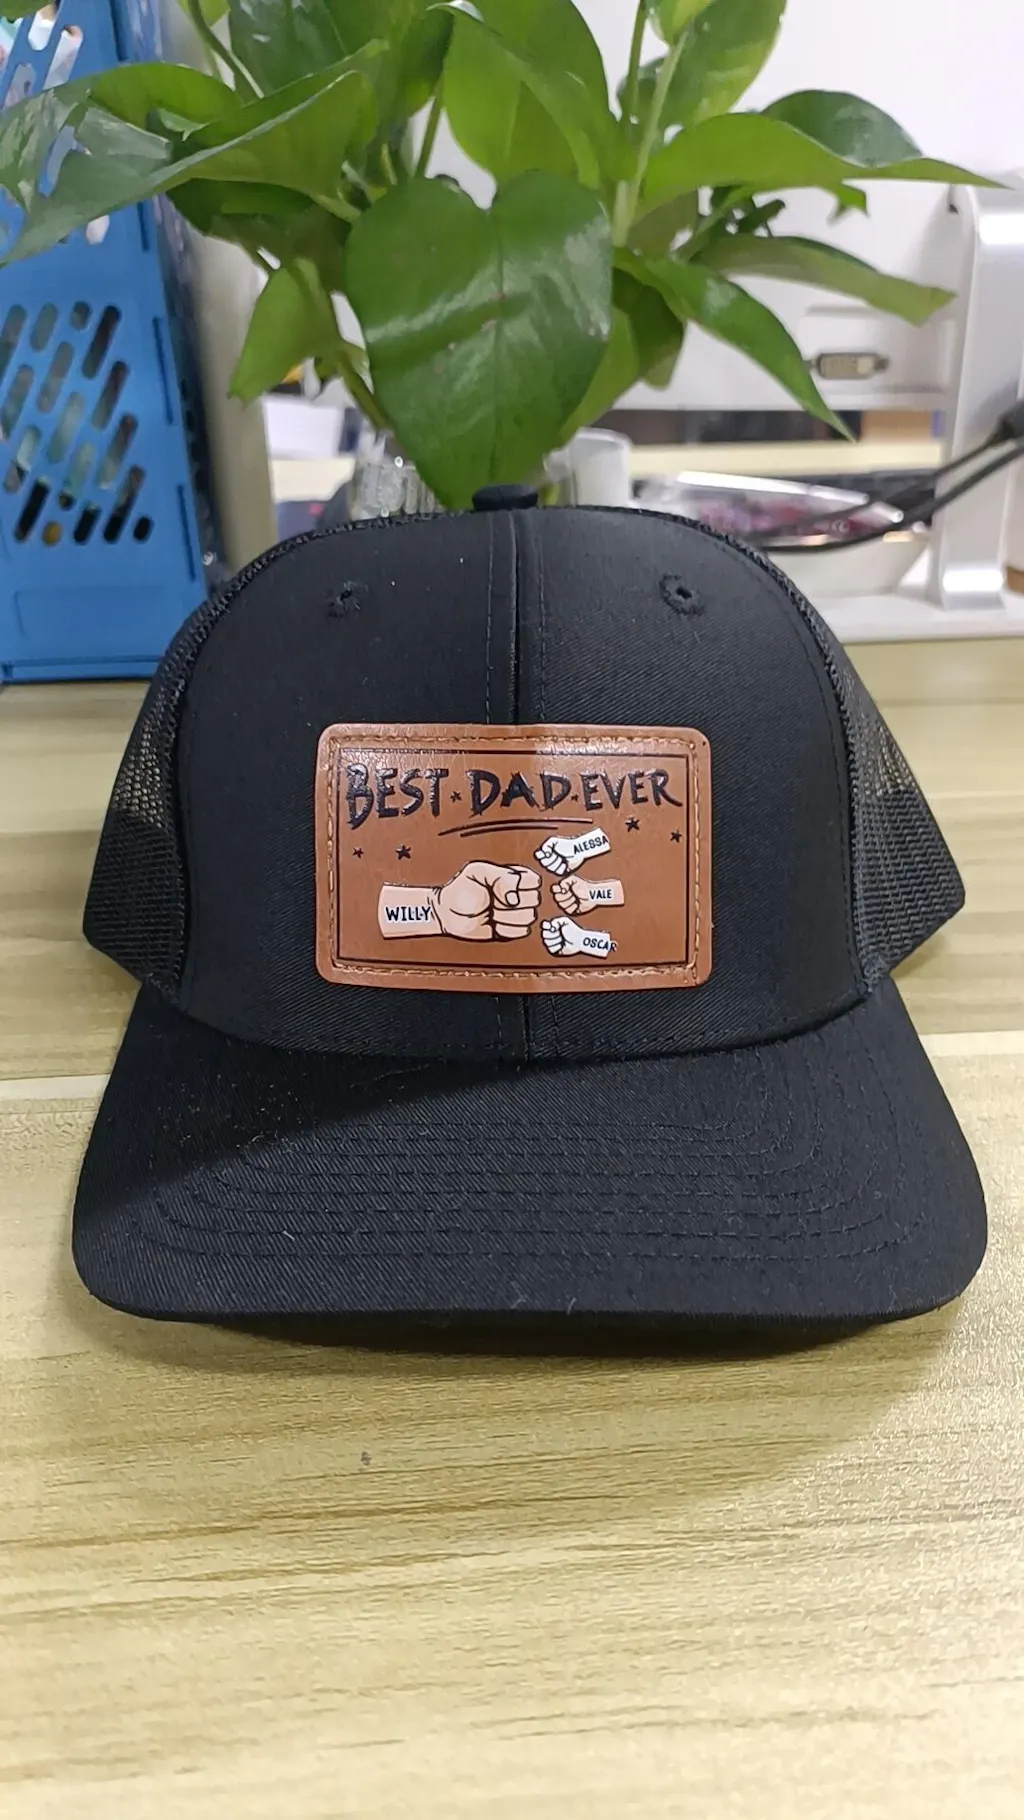 BEST DAD EVER
ALESSA
VALE
WILLY
OSCAR